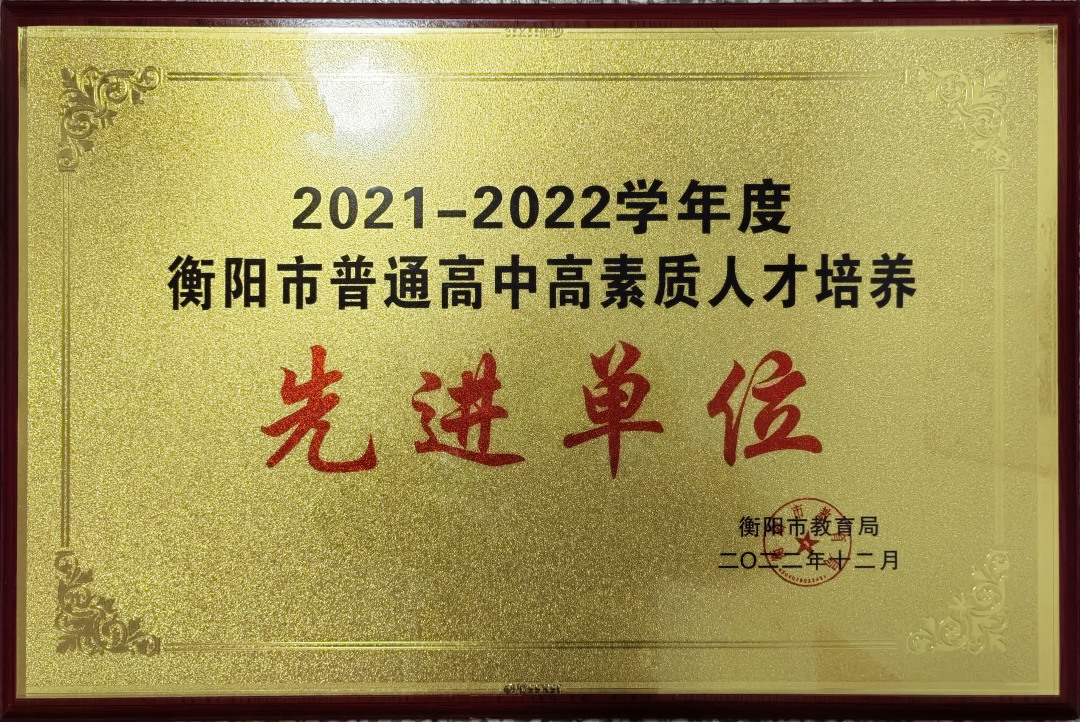 2021-2022学年度
衡阳市普通高中高素质人才培养
先进单位
衡阳市教育局
二〇二二年十二月